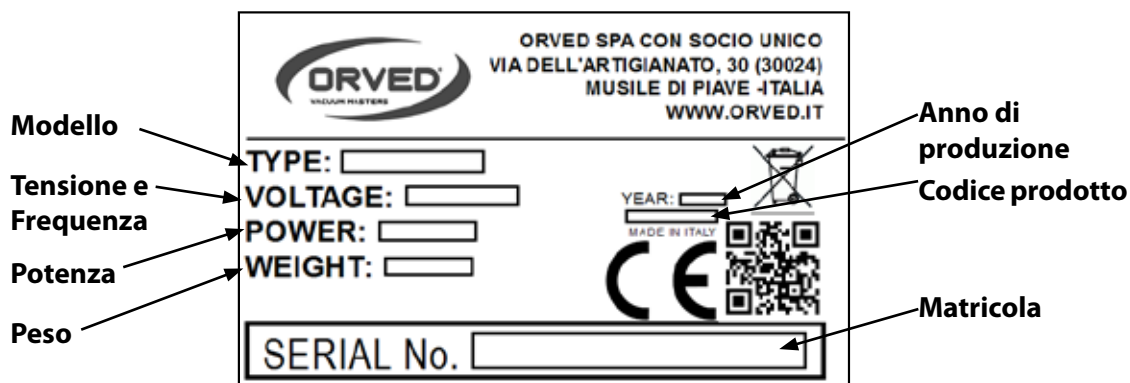 ORVED
VACUUM MASTERS
ORVED SPA CON SOCIO UNICO
VIA DELL'ARTIGIANATO, 30 (30024)
MUSILE DI PIAVE -ITALIA
WWW.ORVED.IT
Modello
Tensione e
Frequenza
Potenza
Peso
TYPE:
VOLTAGE:
POWER:
WEIGHT:
YEAR:
MADE IN ITALY
CE
SERIAL No.
Anno di
produzione
Codice prodotto
Matricola